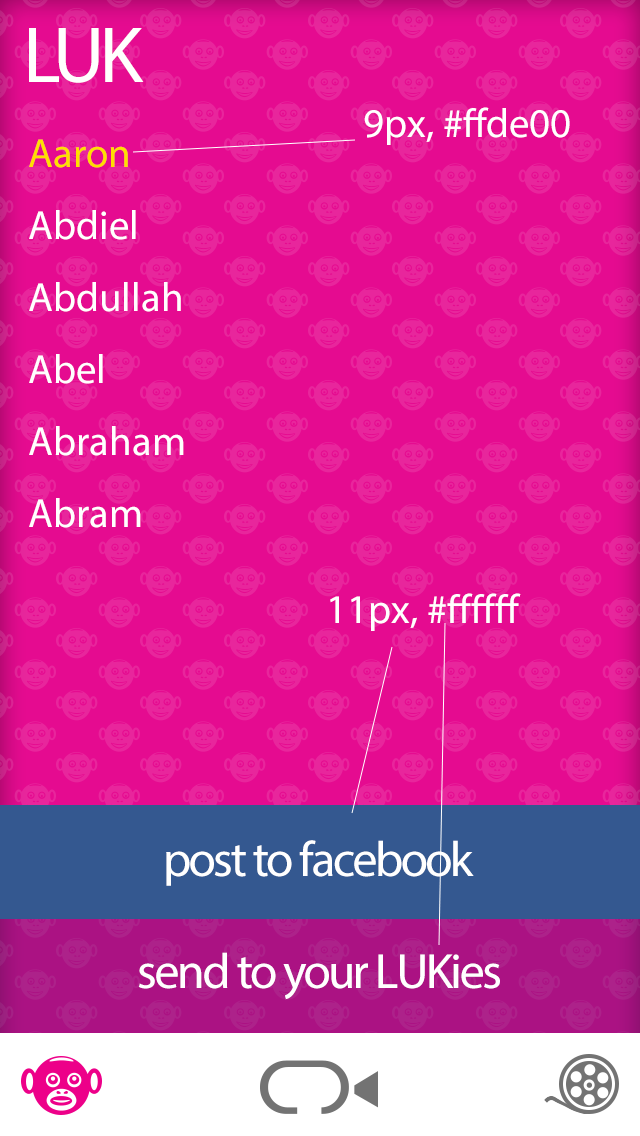 LUK
9px, #ffde00
Aaron
Abdiel
Abdullah
Abel
Abraham
Abram
11px, #ffffff
post to facebook
send to your LUKies